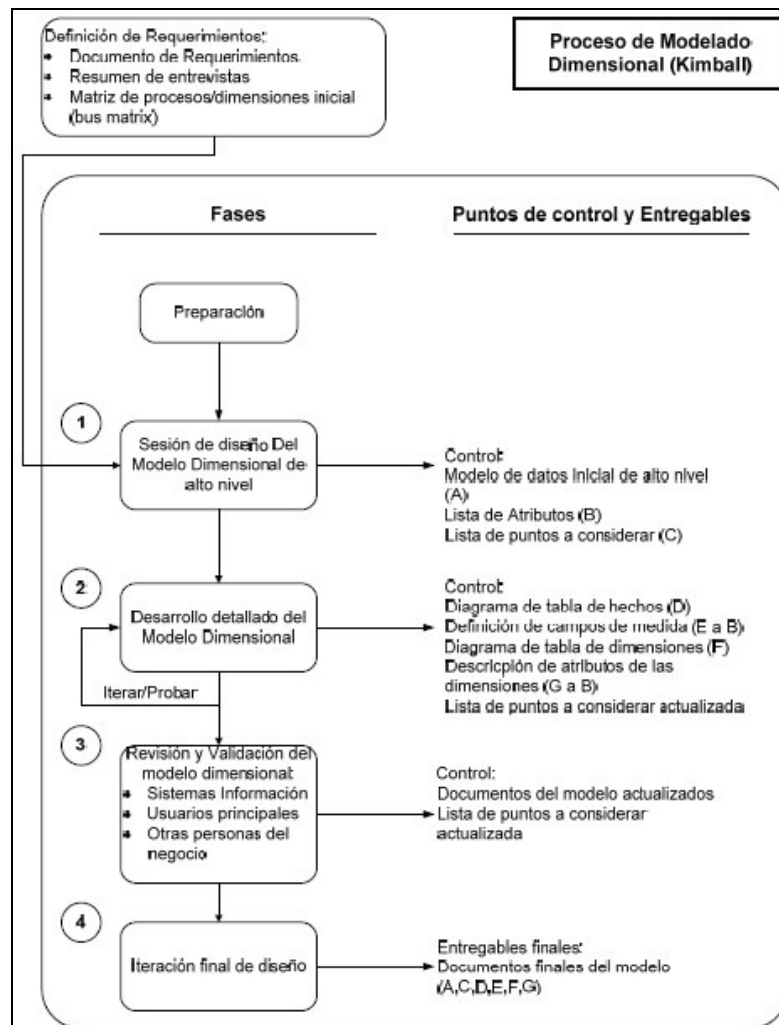 Definición de Requerimientos:
Documento de Requerimientos
Resumen de entrevistas
Matriz de procesos/dimensiones inicial
(bus matrix)
Proceso de Modelado
Dimensional (Kimball)
Fases
Puntos de control y Entregables
Preparación
1
Sesión de diseño Del
Modelo Dimensional de
alto nivel
Control:
Modelo de datos inicial de alto nivel
(A)
Lista de Atributos (B)
Lista de puntos a considerar (C)
2
Desarrollo detallado del
Modelo Dimensional
Iterar/Probar
Control:
Diagrama de tabla de hechos (D)
Definición de campos de medida (E a B)
Diagrama de tabla de dimensiones (F)
Descripción de atributos de las
dimensiones (G a B)
Lista de puntos a considerar actualizada
3
Revisión y Validación del
modelo dimensional:
Sistemas Información
Usuarios principales
Otras personas del
negocio
Control:
Documentos del modelo actualizados
Lista de puntos a considerar
actualizada
4
Iteración final de diseño
Entregables finales:
Documentos finales del modelo
(A,C,D,E,F,G)